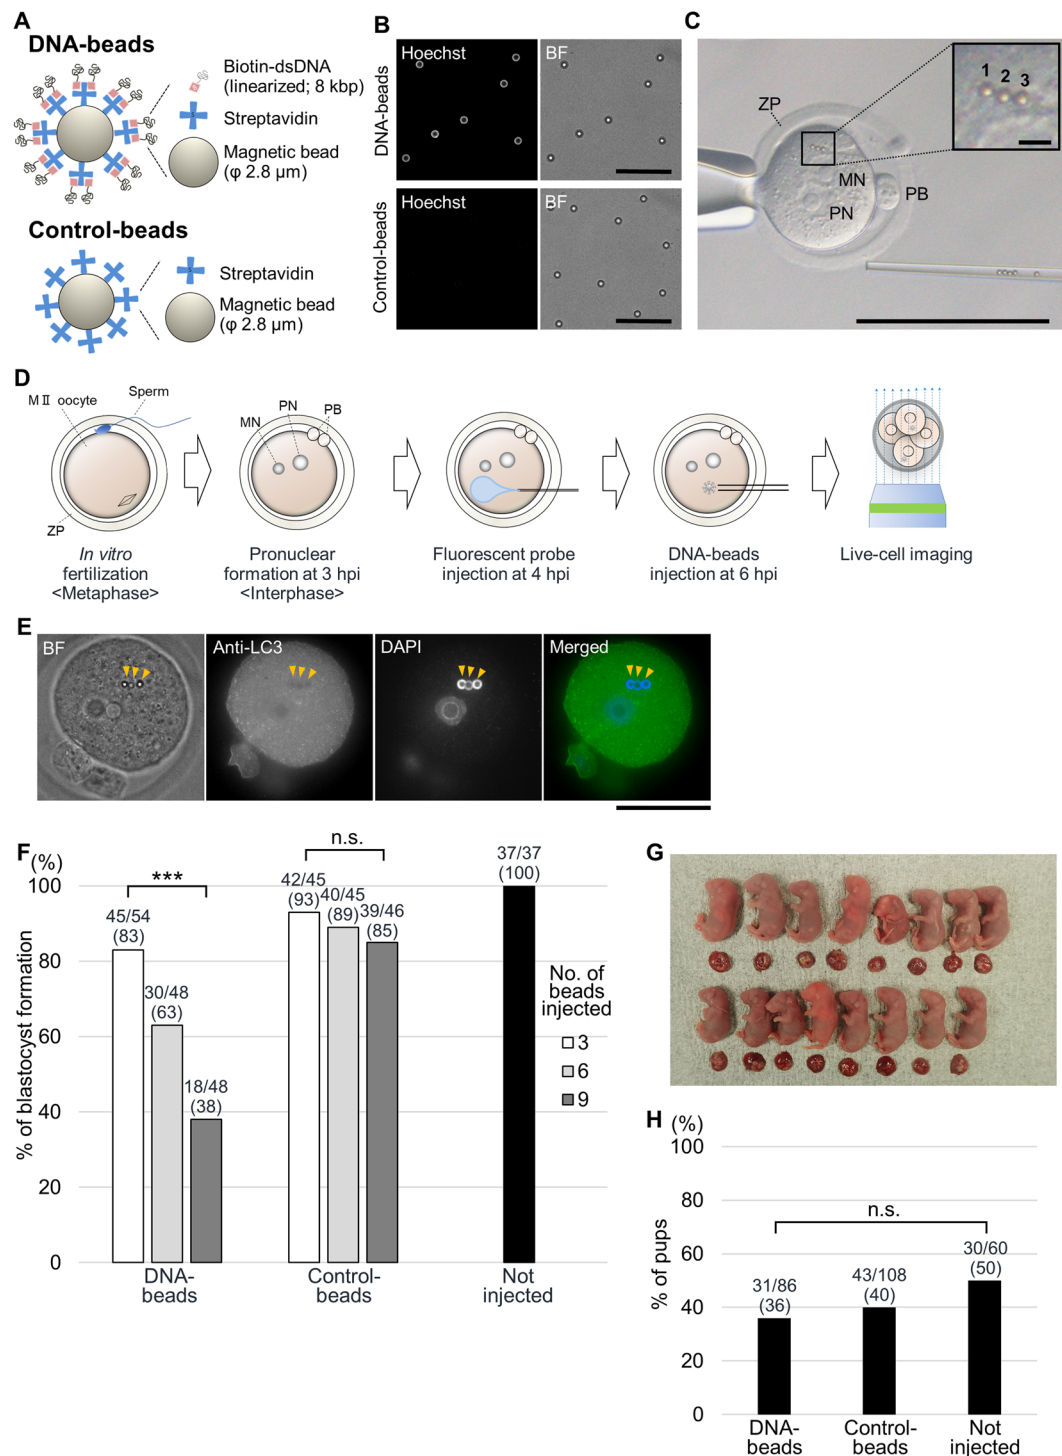 A
DNA-beads
Biotin-dsDNA
(linearized; 8 kbp)
Streptavidin
Magnetic bead
(φ 2.8 μm)
Control-beads
Streptavidin
Magnetic bead
(φ 2.8 μm)
B
Hoechst
BF
DNA-beads
Hoechst
BF
Control-beads
C
ZP
1 2 3
MN
PB
PN
D
MⅡ oocyte
Sperm
ZP
In vitro
fertilization
<Metaphase>
MN
PN
PB
Pronuclear
formation at 3 hpi
<Interphase>
Fluorescent probe
injection at 4 hpi
DNA-beads
injection at 6 hpi
Live-cell imaging
E
BF
Anti-LC3
DAPI
Merged
F
(%)
% of blastocyst formation
100
80
60
40
20
0
***
45/54
(83)
30/48
(63)
18/48
(38)
n.s.
42/45
(93)
40/45
(89)
39/46
(85)
37/37
(100)
No. of
beads
injected
3
6
9
DNA-
beads
Control-
beads
Not
injected
G
H
(%)
% of pups
100
80
60
40
20
0
n.s.
31/86
(36)
43/108
(40)
30/60
(50)
DNA-
beads
Control-
beads
Not
injected